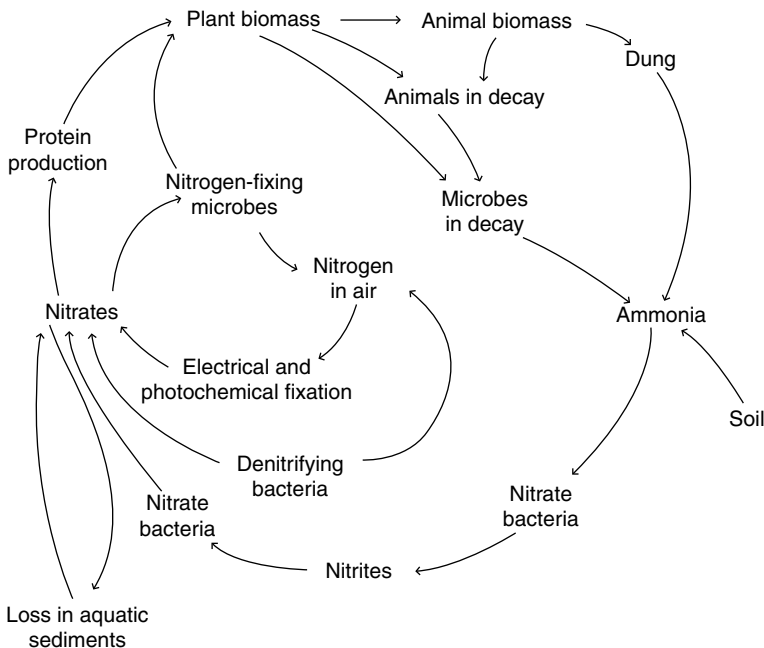 Plant biomass
Animal biomass
Dung
Animals in decay
Protein
production
Nitrogen-fixing
microbes
Microbes
in decay
Nitrogen
in air
Nitrates
Ammonia
Electrical and
photochemical fixation
Soil
Denitrifying
bacteria
Nitrate
bacteria
Nitrate
bacteria
Nitrites
Loss in aquatic
sediments